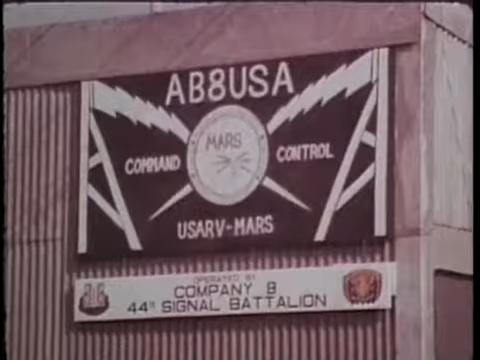 AB8USA
MARS
COMMAND CONTROL
USARV-MARS
OPERATED BY
COMPANY B
44TH SIGNAL BATTALION